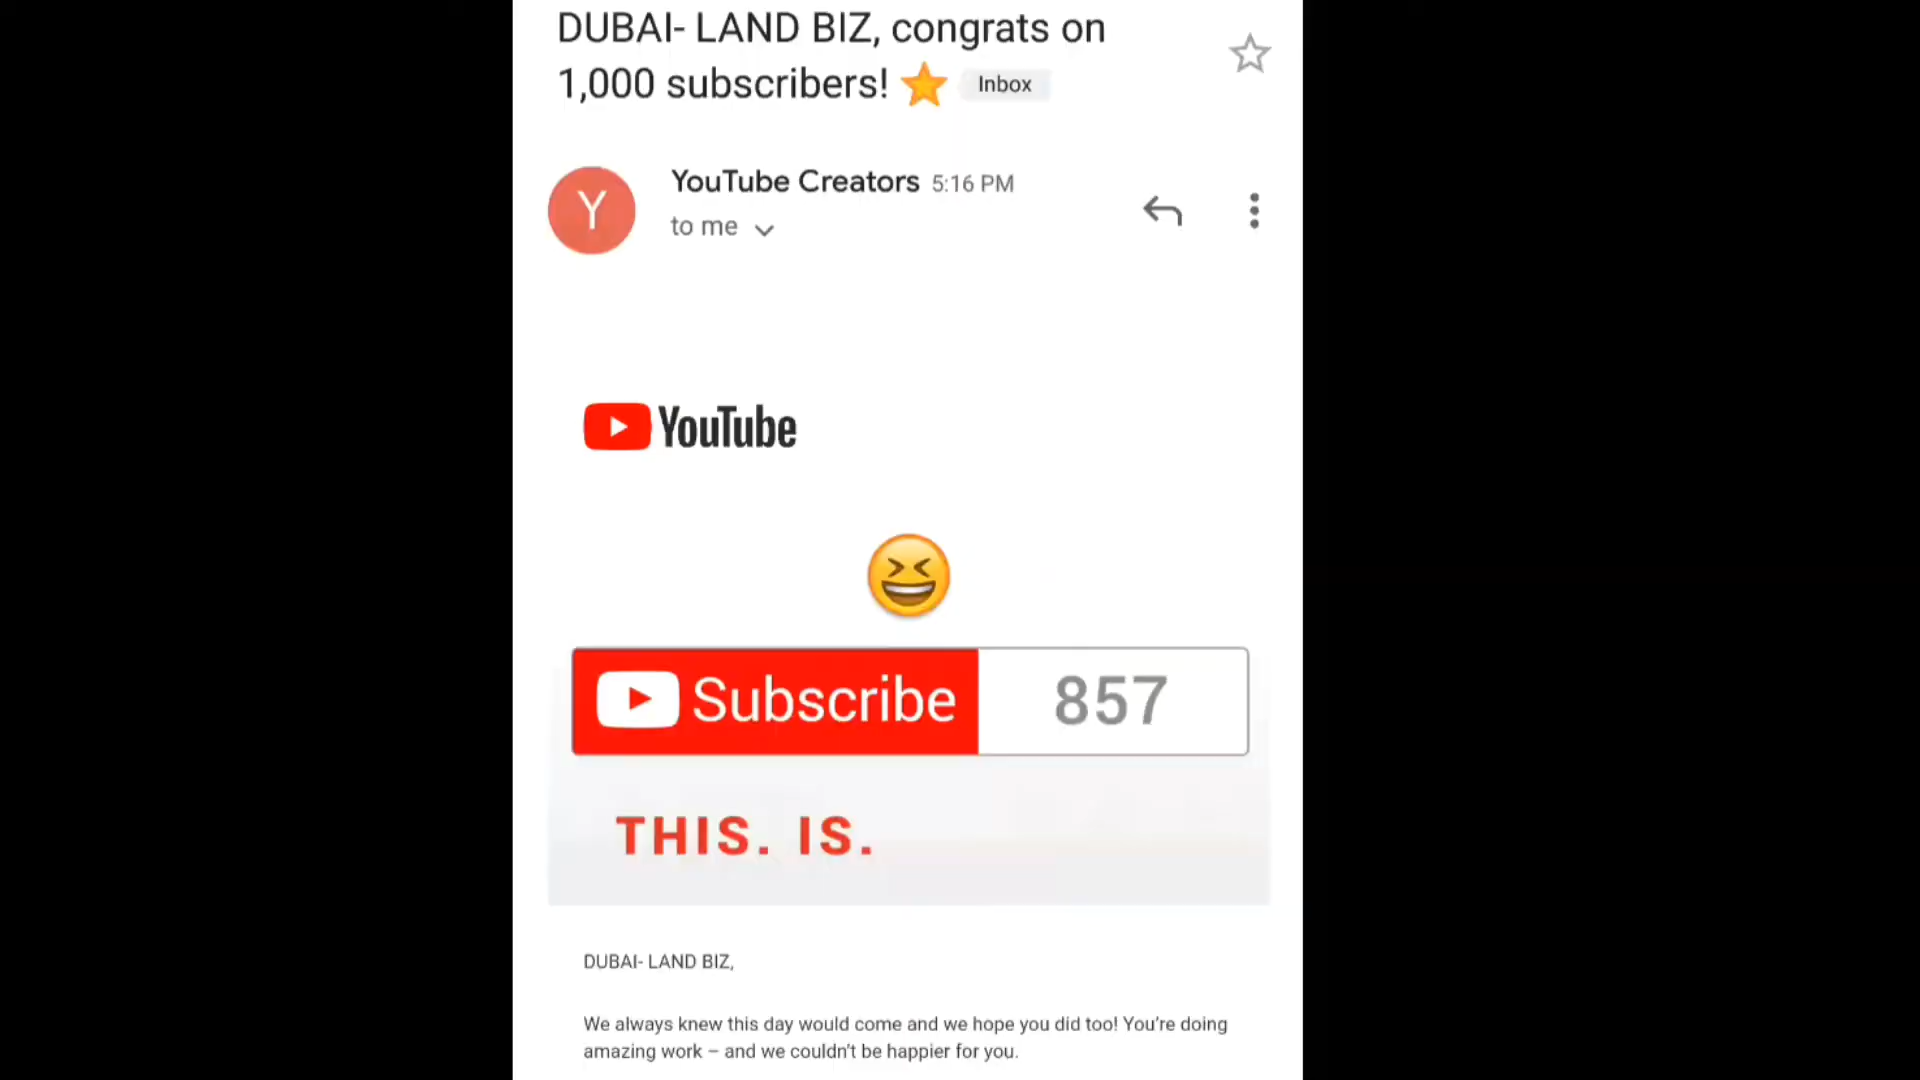 DUBAI- LAND BIZ, congrats on
1,000 subscribers! ⭐ Inbox
YouTube Creators 5:16 PM
Y
to me
YouTube
Subscribe 857
THIS. IS.
DUBAI- LAND BIZ,
We always knew this day would come and we hope you did too! You're doing
amazing work – and we couldn't be happier for you.